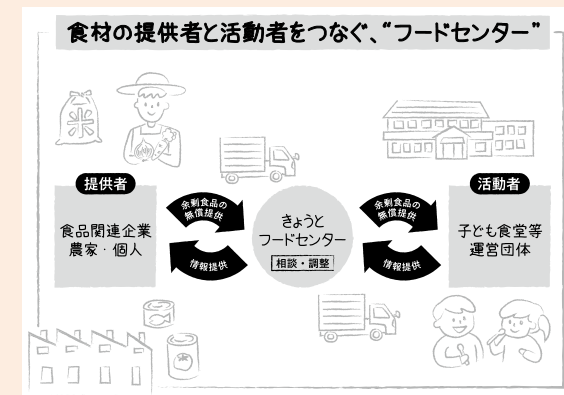 食材の提供者と活動者をつなぐ、“フードセンター”
米
提供者
食品関連企業
農家・個人
余剰食品の
無償提供
情報提供
きょうと
フードセンター
相談・調整
余剰食品の
無償提供
情報提供
活動者
子ども食堂等
運営団体